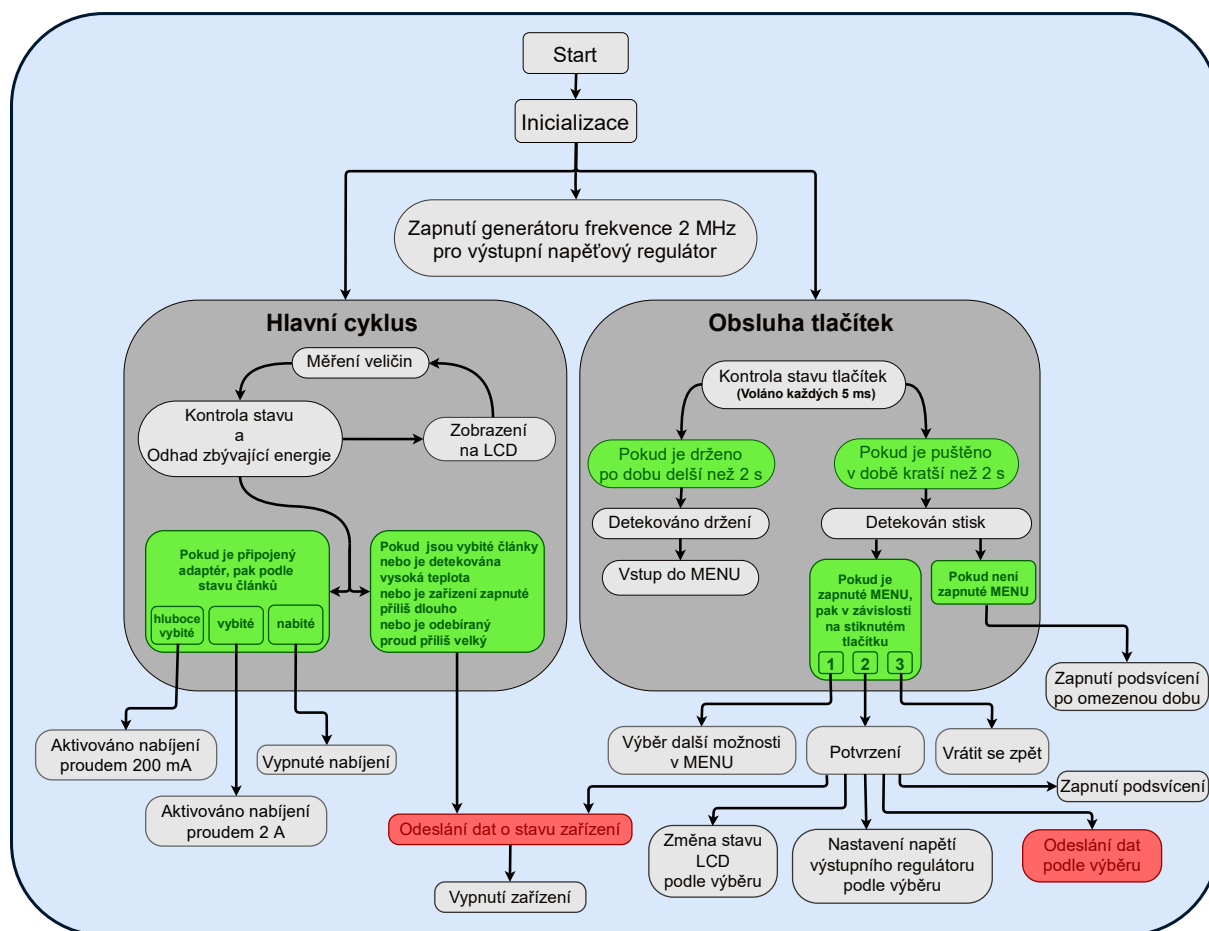 Start
Inicializace
Zapnutí generátoru frekvence 2 MHz
pro výstupní napěťový regulátor
Hlavní cyklus
Měření veličin
Kontrola stavu
a
Odhad zbývající energie
Zobrazení
na LCD
Pokud je připojený
adaptér, pak podle
stavu článků
hluboce
vybité
vybité
nabité
Pokud jsou vybité články
nebo je detekována
vysoká teplota
nebo je zařízení zapnuté
příliš dlouho
nebo je odebíraný
proud příliš velký
Aktivováno nabíjení
proudem 200 mA
Aktivováno nabíjení
proudem 2 A
Vypnuté nabíjení
Obsluha tlačítek
Kontrola stavu tlačítek
(Voláno každých 5 ms)
Pokud je drženo
po dobu delší než 2 s
Detekováno držení
Vstup do MENU
Pokud je puštěno
v době kratší než 2 s
Detekován stisk
Pokud je
zapnuté MENU,
pak v závislosti
na stiknutém
tlačítku
1
2
3
Pokud není
zapnuté MENU
Zapnutí podsvícení
po omezenou dobu
Výběr další možnosti
v MENU
Potvrzení
Vrátit se zpět
Zapnutí podsvícení
Odeslání dat o stavu zařízení
Vypnutí zařízení
Změna stavu
LCD
podle výběru
Nastavení napětí
výstupního regulátoru
podle výběru
Odeslání dat
podle výběru